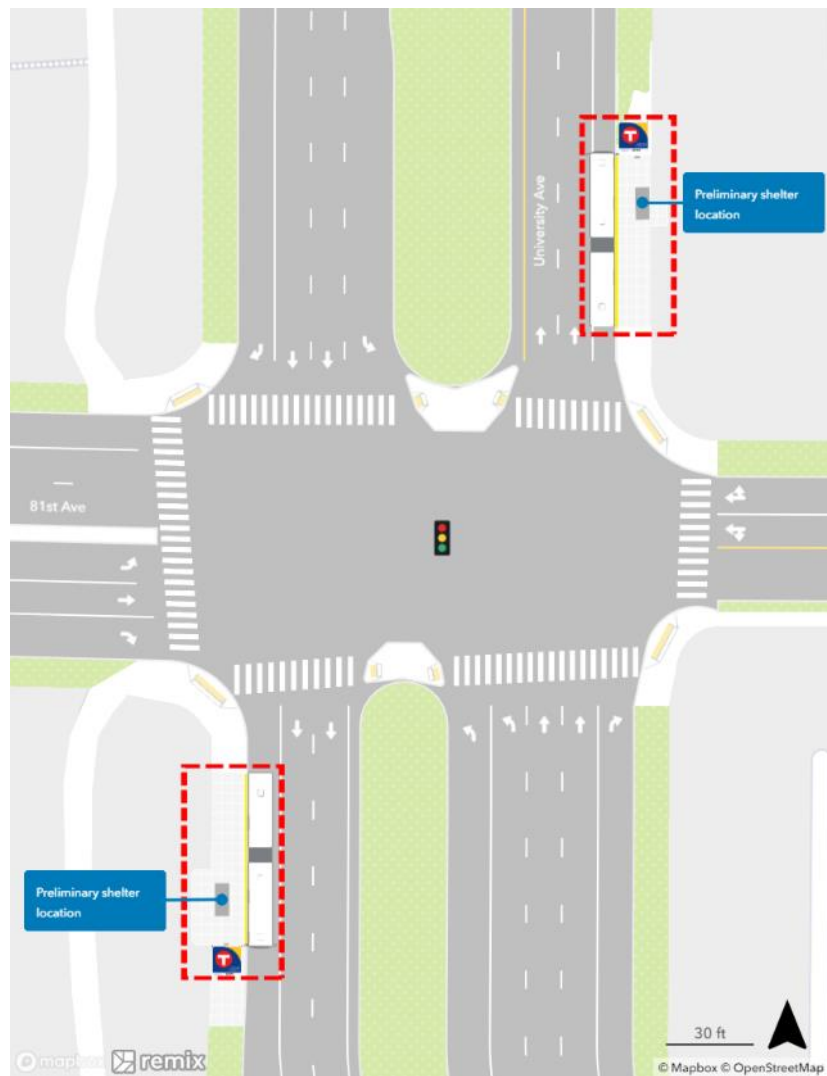 T
University Ave
Preliminary shelter
location
81st Ave
Preliminary shelter
location
T
30 ft
mapbox remix
© Mapbox © OpenStreetMap